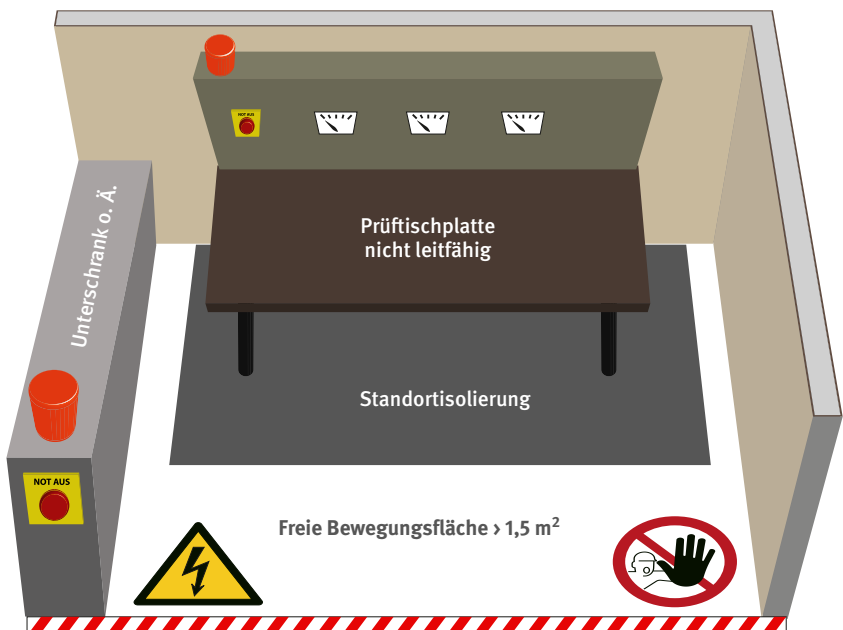 NOT AUS
Prüftischplatte
nicht leitfähig
Unterschrank o. Ä.
Standortisolierung
NOT AUS
Freie Bewegungsfläche › 1,5 m²